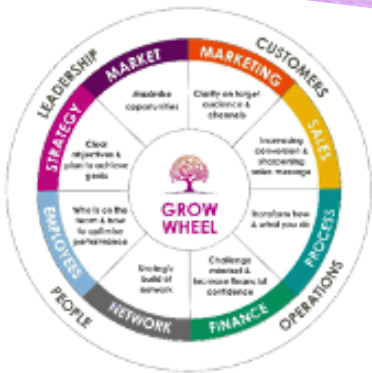 LEADERSHIP
CUSTOMERS
OPERATIONS
PEOPLE
MARKET
MARKETING
SALES
PROCESS
FINANCE
NETWORK
EMPLOYEES
STRATEGY
Maximise
opportunities
Clarity on target
audience &
channels
Increasing
conversion &
sharpening
sales message
Transform how
& what you do
Challenge
mindset &
increase financial
confidence
Strategic
build of
network
Who is on the
team & how
to optimise
performance
Clear
objectives &
plan to achieve
goals
GROW
WHEEL